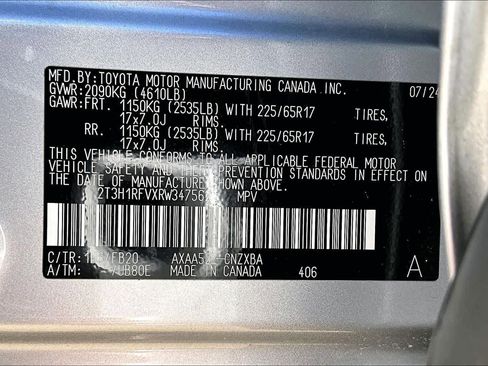 MFD.BY:TOYOTA MOTOR MANUFACTURING CANADA INC.
GVWR:2090KG (4610LB) 07/24
GAWR:FRT. 1150KG (2535LB) WITH 225/65R17 TIRES,
17x7.0J RIMS.
RR. 1150KG (2535LB) WITH 225/65R17 TIRES,
17x7.0J RIMS.
THIS VEHICLE CONFORMS TO ALL APPLICABLE FEDERAL MOTOR
VEHICLE SAFETY AND THEFT PREVENTION STANDARDS IN EFFECT
ON THE DATE OF MANUFACTURE SHOWN ABOVE.
MPV
C/TR:
A/TM: MADE IN CANADA 406 A